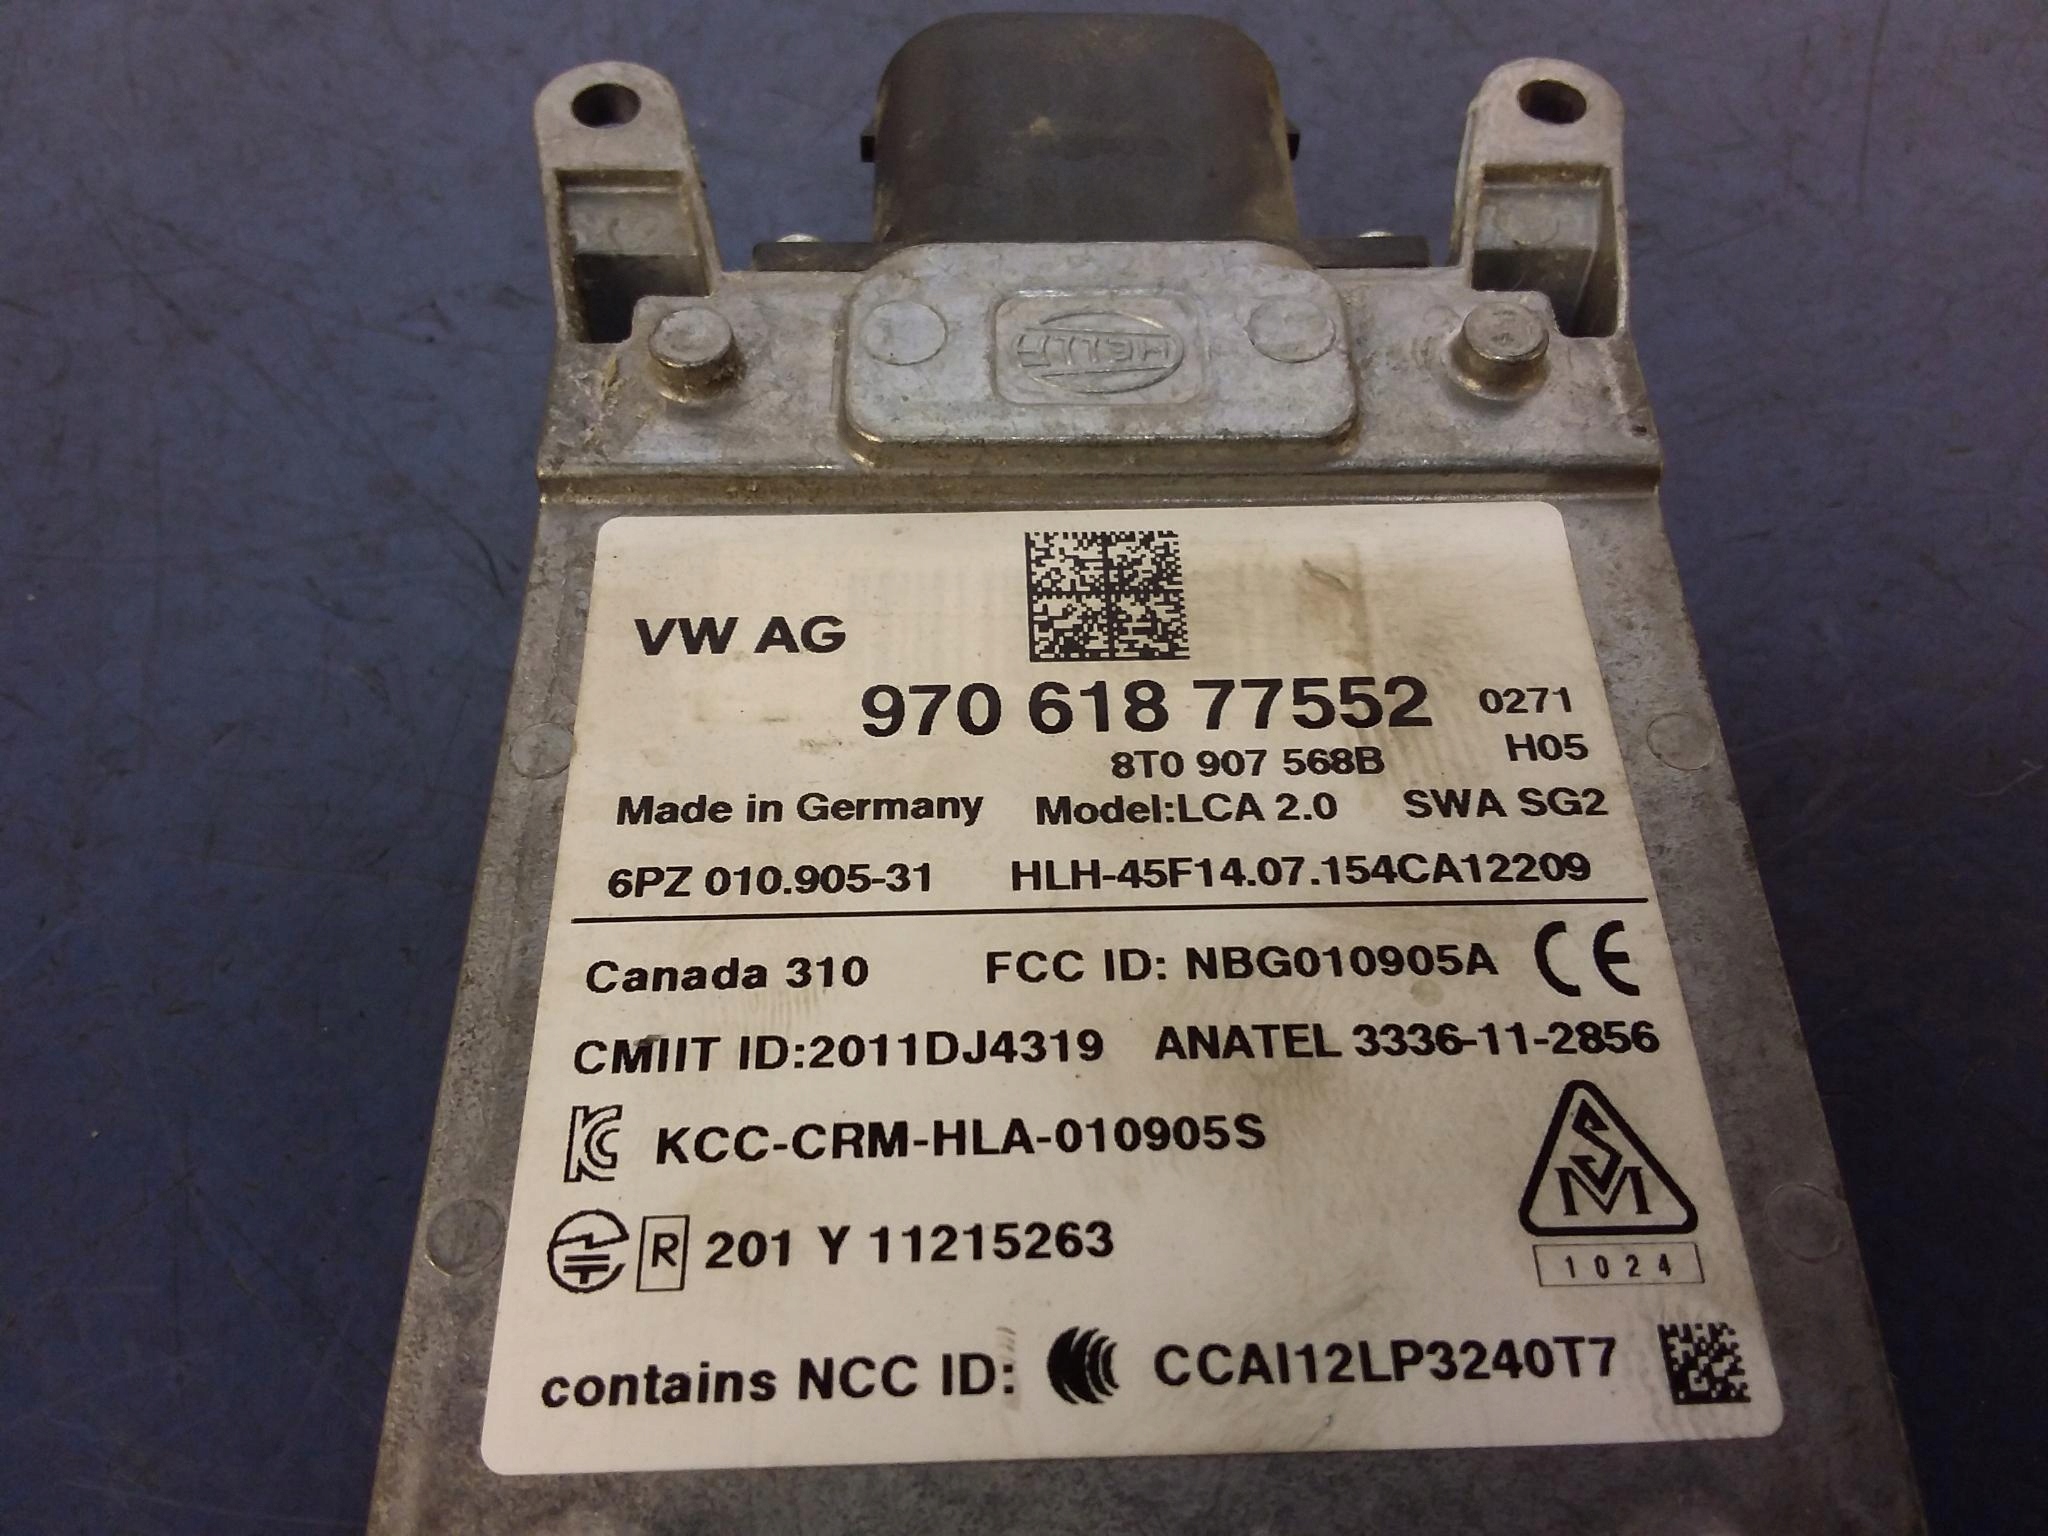 HELLA
VW AG
970 618 77552 0271
8T0 907 568B H05
Made in Germany Model:LCA 2.0 SWA SG2
6PZ 010.905-31 HLH-45F14.07.154CA12209
Canada 310 FCC ID: NBG010905A CE
CMIIT ID:2011DJ4319 ANATEL 3336-11-2856
KC KCC-CRM-HLA-010905S
SM
R 201 Y 11215263
1024
contains NCC ID: CCAI12LP3240T7